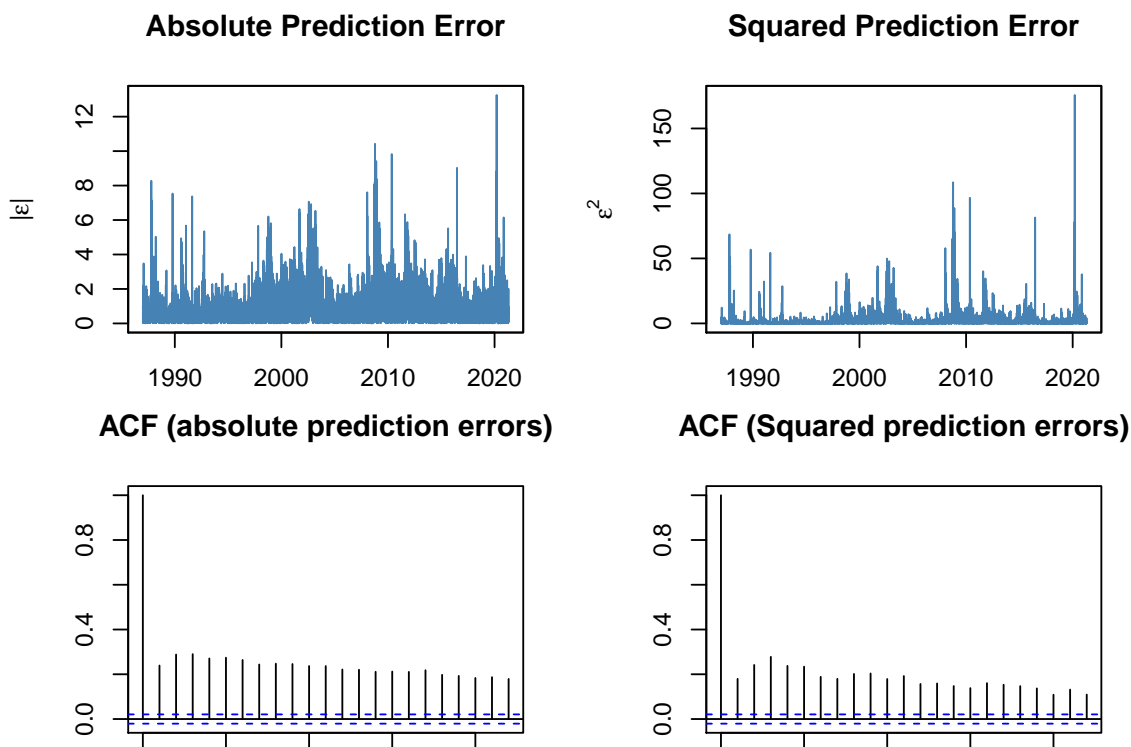 Absolute Prediction Error
|ε|
12
8
6
4
2
0
1990 2000 2010 2020
Squared Prediction Error
ε2
150
100
50
0
1990 2000 2010 2020
ACF (absolute prediction errors)
0.8
0.4
0.0
ACF (Squared prediction errors)
0.8
0.4
0.0